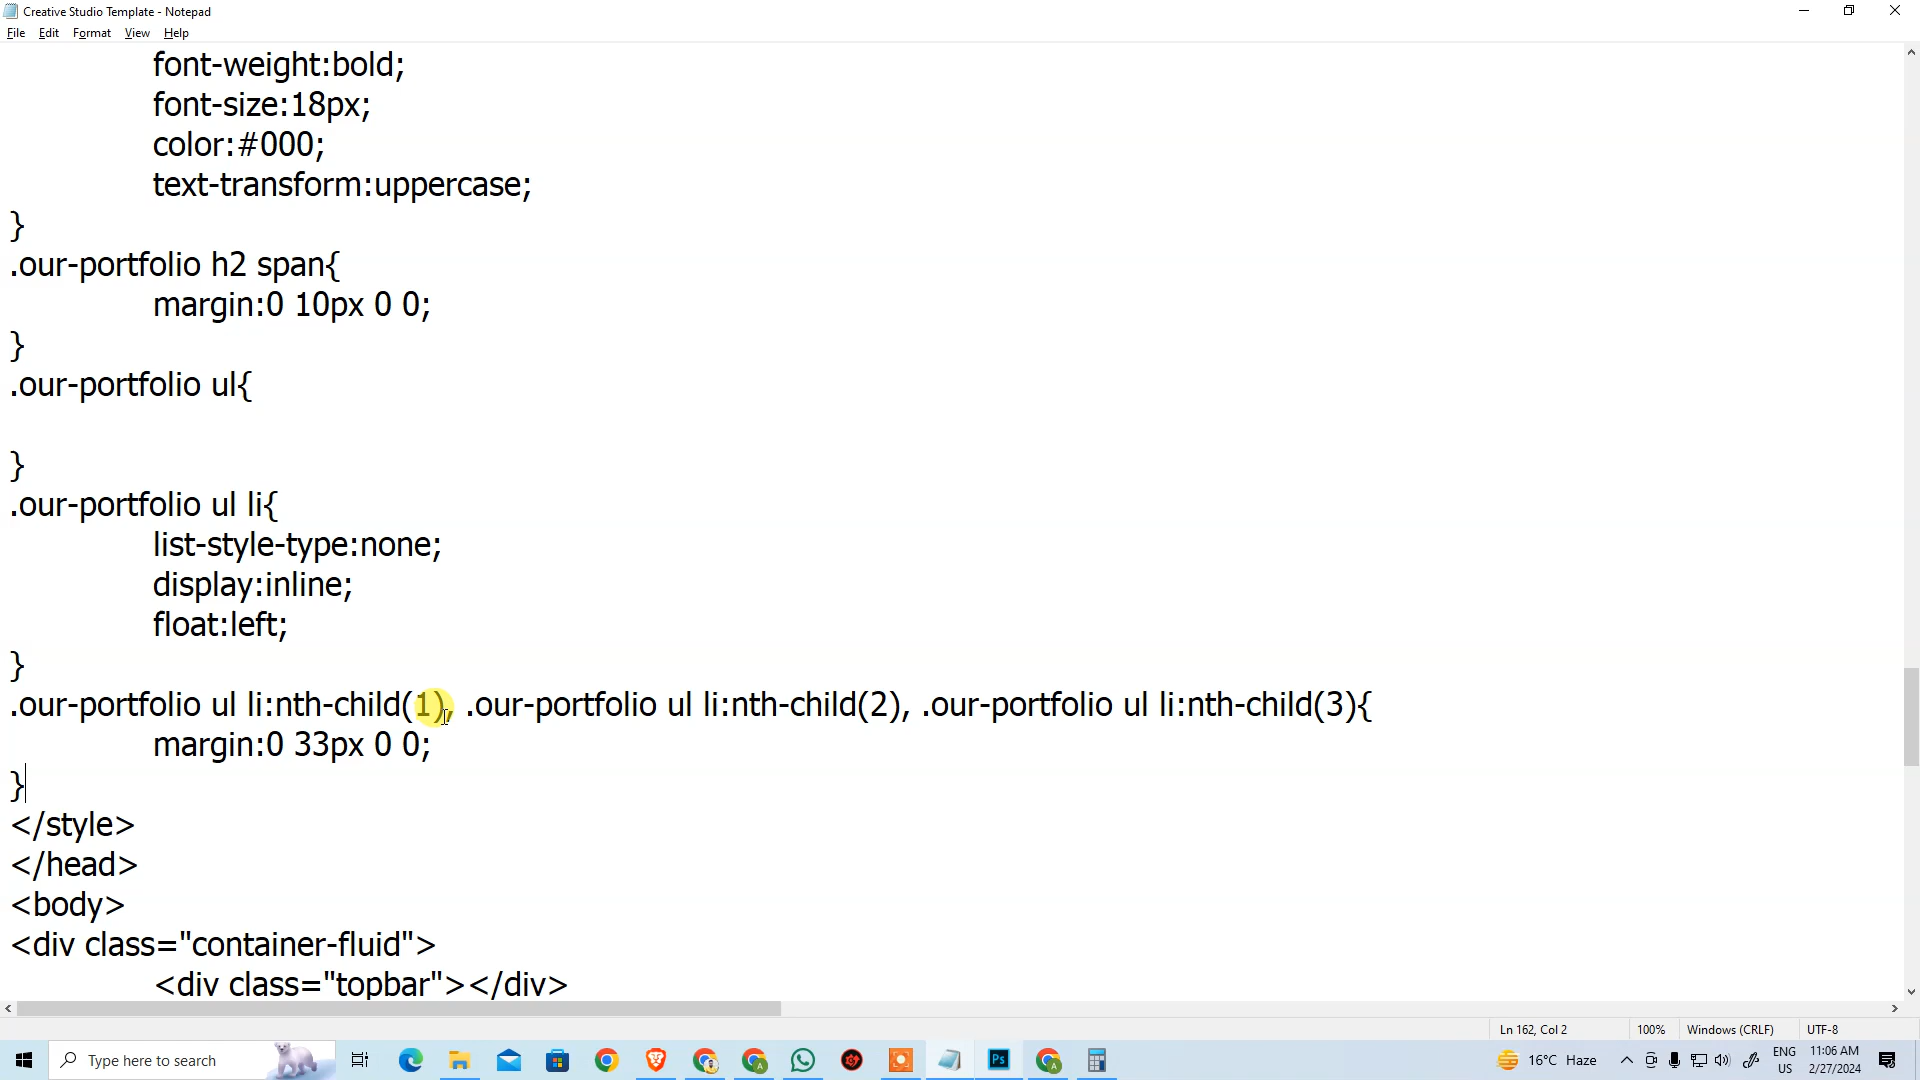 Creative Studio Template - Notepad
File Edit Format View Help
font-weight:bold;
font-size:18px;
color:#000;
text-transform:uppercase;
}
.our-portfolio h2 span{
margin:0 10px 0 0;
}
.our-portfolio ul{
}
.our-portfolio ul li{
list-style-type:none;
display:inline;
float:left;
}
.our-portfolio ul li:nth-child(1), .our-portfolio ul li:nth-child(2), .our-portfolio ul li:nth-child(3){
margin:0 33px 0 0;
}
</style>
</head>
<body>
<div class="container-fluid">
<div class="topbar"></div>
Ln 162, Col 2 100% Windows (CRLF) UTF-8
Type here to search Ps 16°C Haze ENG US 11:06 AM 2/27/2024